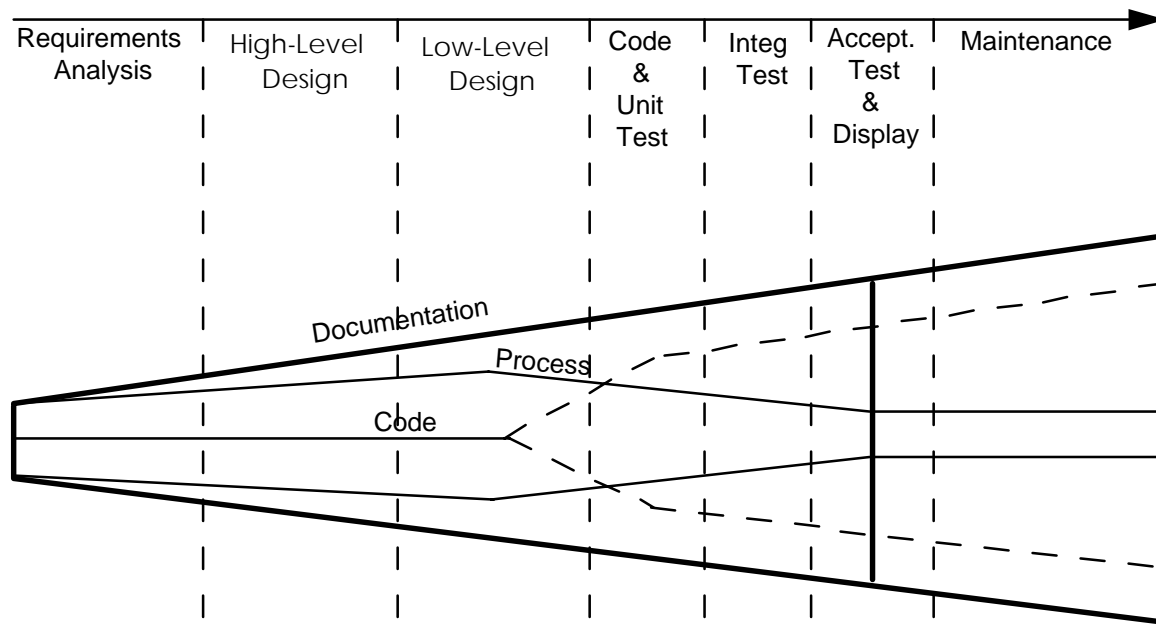 Requirements
Analysis
High-Level
Design
Low-Level
Design
Code
&
Unit
Test
Integ
Test
Accept.
Test
&
Display
Maintenance
Documentation
Process
Code